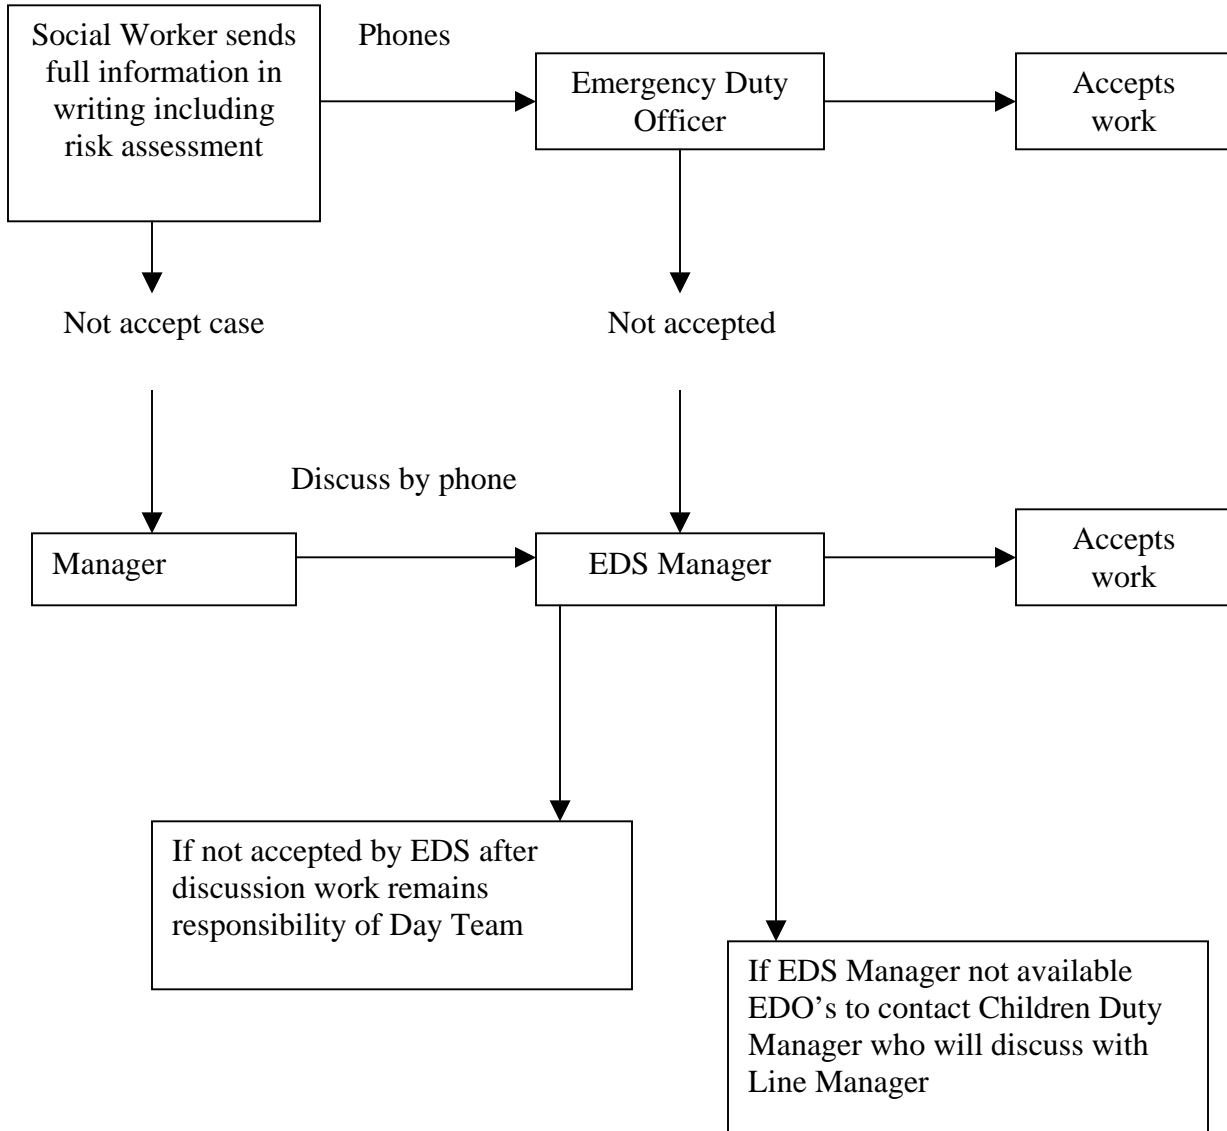 Social Worker sends
full information in
writing including
risk assessment
Phones
Emergency Duty
Officer
Accepts
work
Not accept case
Not accepted
Discuss by phone
Manager
EDS Manager
Accepts
work
If not accepted by EDS after
discussion work remains
responsibility of Day Team
If EDS Manager not available
EDO’s to contact Children Duty
Manager who will discuss with
Line Manager